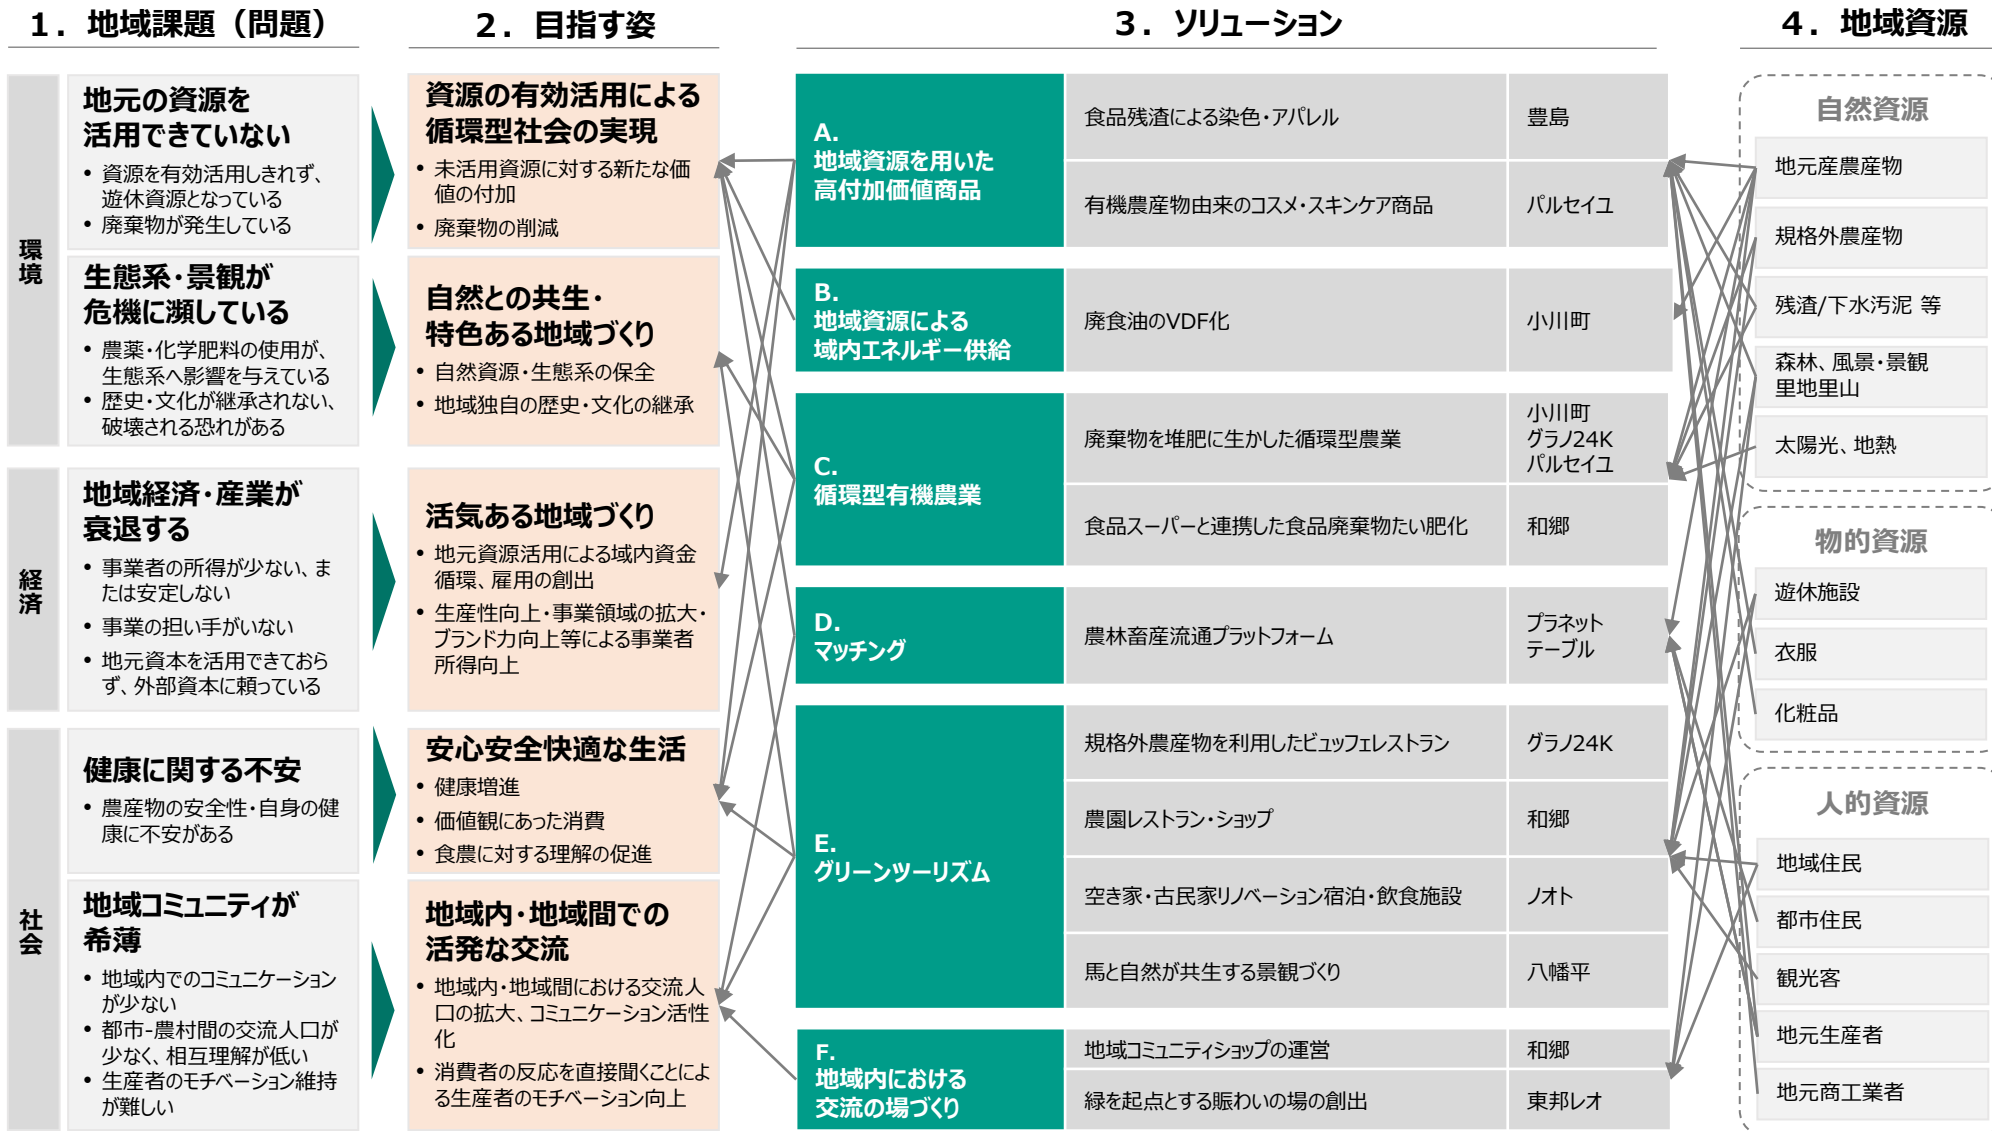 1．地域課題（問題）
2．目指す姿
3．ソリューション
4．地域資源
環境
地元の資源を
活用できていない
• 資源を有効活用しきれず、
遊休資源となっている
• 廃棄物が発生している
生態系・景観が
危機に瀕している
• 農薬・化学肥料の使用が、
生態系へ影響を与えている
• 歴史・文化が継承されない、
破壊される恐れがある
経済
地域経済・産業が
衰退する
• 事業者の所得が少ない、ま
たは安定しない
• 事業の担い手がいない
• 地元資本を活用できておら
ず、外部資本に頼っている
社会
健康に関する不安
• 農産物の安全性・自身の健
康に不安がある
地域コミュニティが
希薄
• 地域内でのコミュニケーション
が少ない
• 都市-農村間の交流人口が
少なく、相互理解が低い
• 生産者のモチベーション維持
が難しい
資源の有効活用による
循環型社会の実現
• 未活用資源に対する新たな価
値の付加
• 廃棄物の削減
自然との共生・
特色ある地域づくり
• 自然資源・生態系の保全
• 地域独自の歴史・文化の継承
活気ある地域づくり
• 地元資源活用による域内資金
循環、雇用の創出
• 生産性向上・事業領域の拡大・
ブランド力向上等による事業者
所得向上
安心安全快適な生活
• 健康増進
• 価値観にあった消費
• 食農に対する理解の促進
地域内・地域間での
活発な交流
• 地域内・地域間における交流人
口の拡大、コミュニケーション活性
化
• 消費者の反応を直接聞くことによ
る生産者のモチベーション向上
A.
地域資源を用いた
高付加価値商品
食品残渣による染色・アパレル
豊島
有機農産物由来のコスメ・スキンケア商品
パルセイユ
B.
地域資源による
域内エネルギー供給
廃食油のVDF化
小川町
C.
循環型有機農業
廃棄物を堆肥に生かした循環型農業
小川町
グラノ24K
パルセイユ
食品スーパーと連携した食品廃棄物たい肥化
和郷
D.
マッチング
農林畜産流通プラットフォーム
プラネット
テーブル
E.
グリーンツーリズム
規格外農産物を利用したビュッフェレストラン
グラノ24K
農園レストラン・ショップ
和郷
空き家・古民家リノベーション宿泊・飲食施設
ノオト
馬と自然が共生する景観づくり
八幡平
F.
地域内における
交流の場づくり
地域コミュニティショップの運営
和郷
緑を起点とする賑わいの場の創出
東邦レオ
自然資源
地元産農産物
規格外農産物
残渣/下水汚泥 等
森林、風景・景観
里地里山
太陽光、地熱
物的資源
遊休施設
衣服
化粧品
人的資源
地域住民
都市住民
観光客
地元生産者
地元商工業者